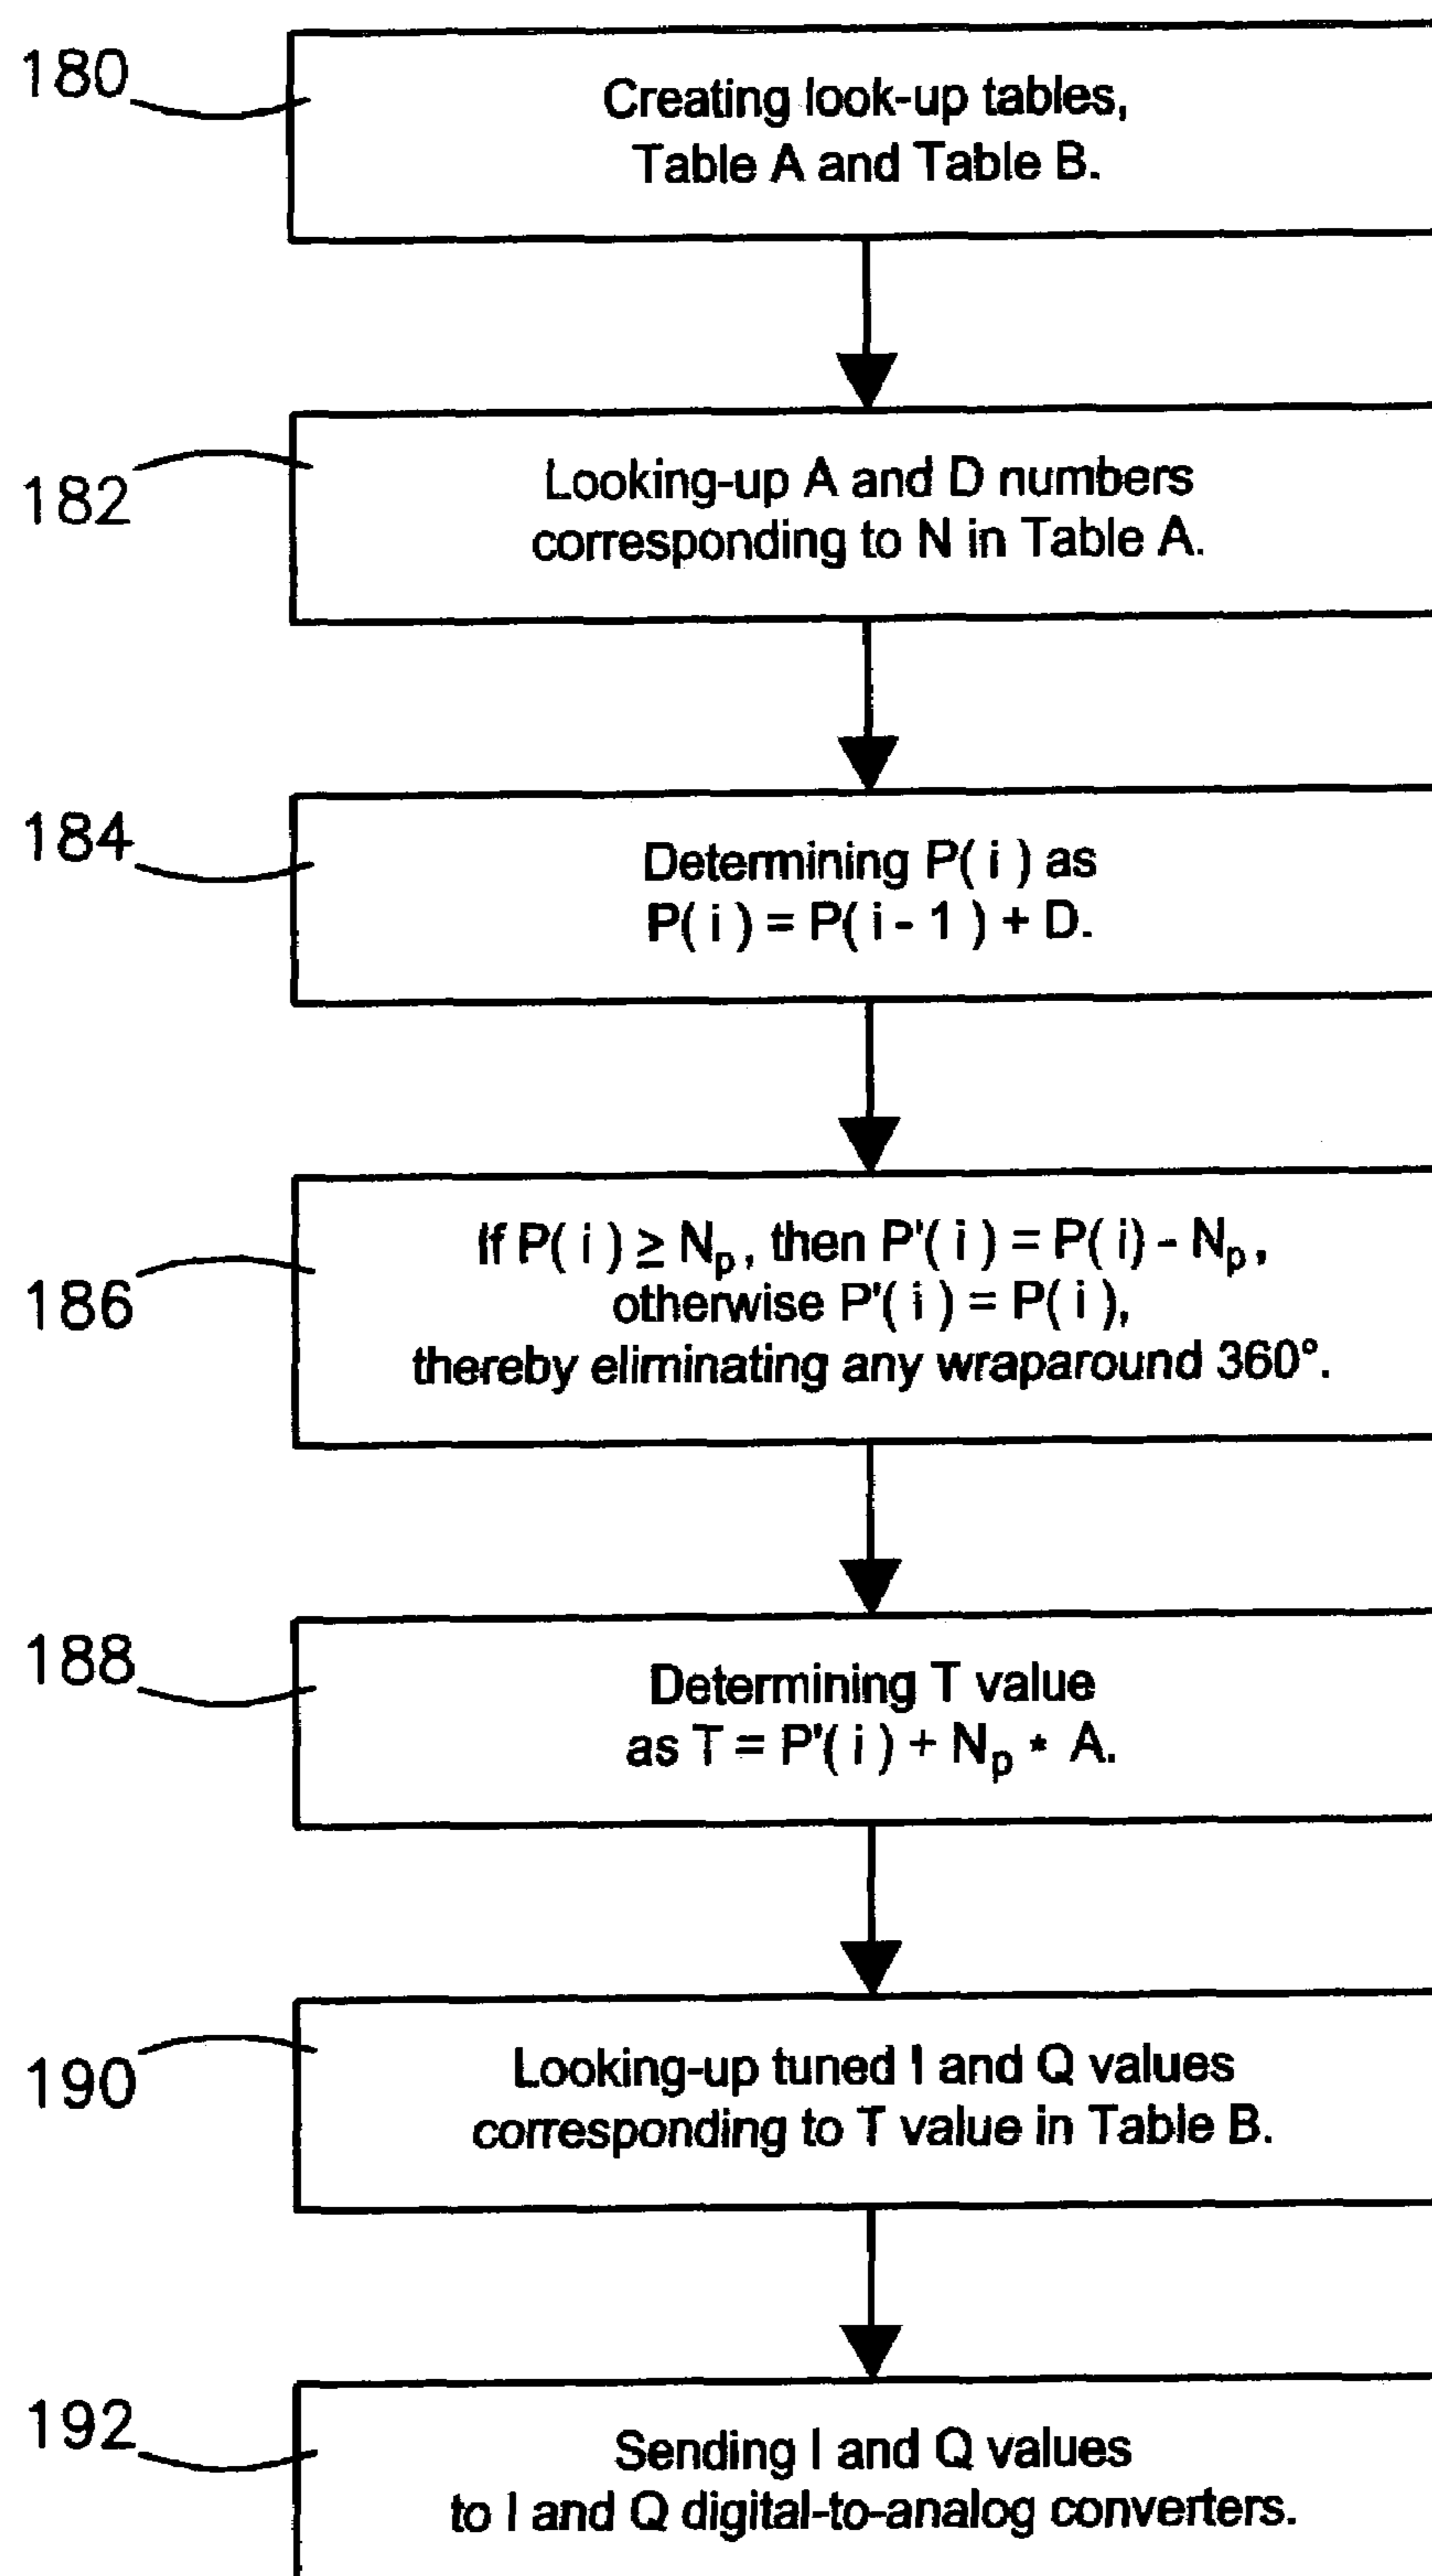 180
Creating look-up tables,
Table A and Table B.
182
Looking-up A and D numbers
corresponding to N in Table A.
184
Determining P( i ) as
P( i ) = P( i - 1 ) + D.
186
If P( i ) ≥ Np, then P'( i ) = P( i) - Np,
otherwise P'( i ) = P( i ),
thereby eliminating any wraparound 360°.
188
Determining T value
as T = P'( i ) + Np * A.
190
Looking-up tuned I and Q values
corresponding to T value in Table B.
192
Sending I and Q values
to I and Q digital-to-analog converters.